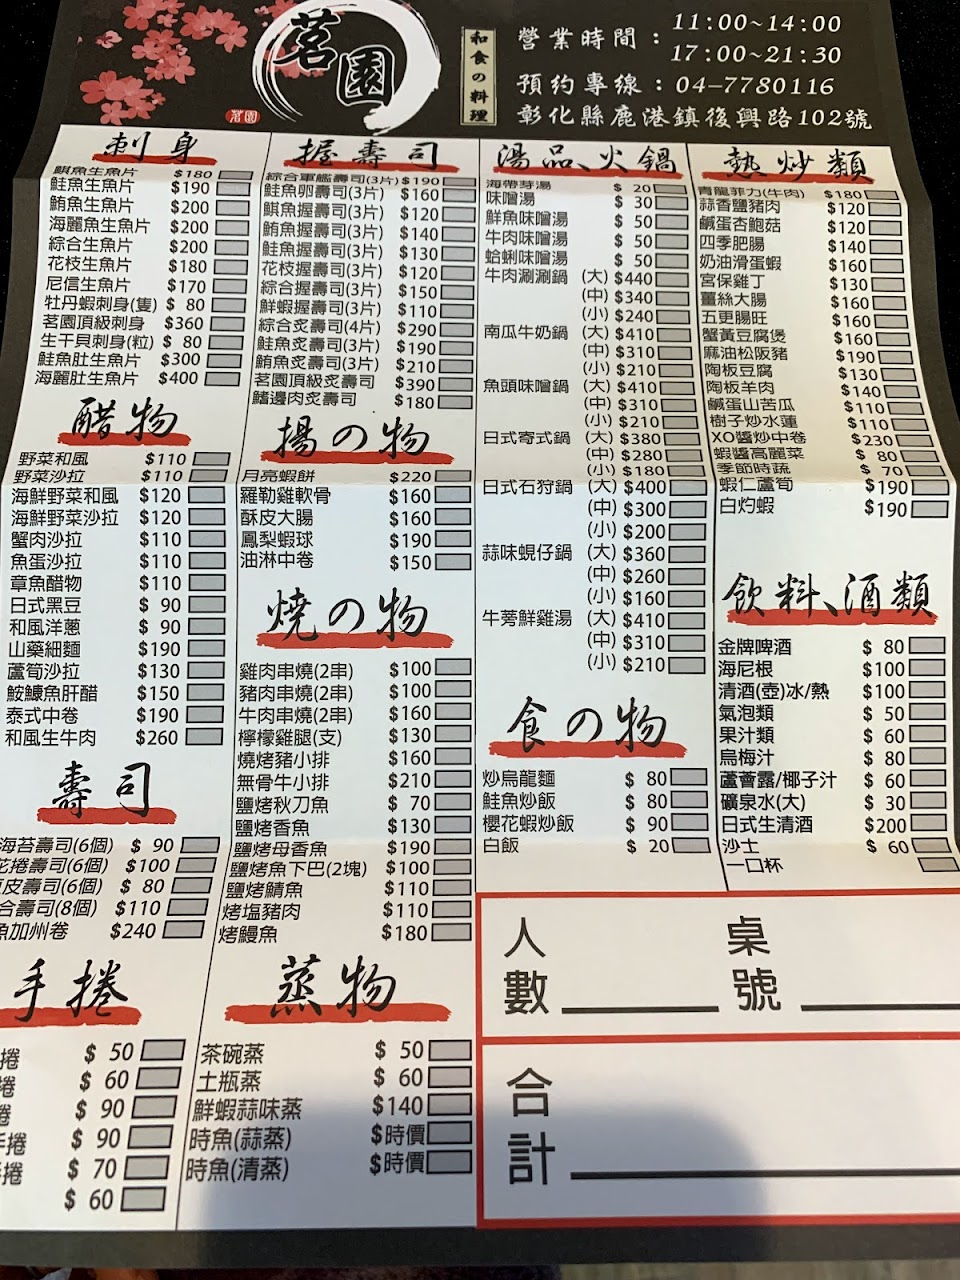 茗園
茗園
和食の料理
營業時間：11:00~14:00
17:00~21:30
預約專線：04-7780116
彰化縣鹿港鎮復興路102號
刺身
旗魚生魚片 $180
鮭魚生魚片 $190
鮪魚生魚片 $200
海麗魚生魚片 $200
綜合生魚片 $200
花枝生魚片 $180
尼信生魚片 $170
牡丹蝦刺身(隻) $ 80
茗園頂級刺身 $360
生干貝刺身(粒) $ 80
鮭魚肚生魚片 $300
海麗肚生魚片 $400
醋物
野菜和風 $110
野菜沙拉 $110
海鮮野菜和風 $120
海鮮野菜沙拉 $120
蟹肉沙拉 $110
魚蛋沙拉 $110
章魚醋物 $110
日式黑豆 $ 90
和風洋蔥 $ 90
山藥細麵 $190
蘆筍沙拉 $130
鮟鱇魚肝醋 $150
泰式中卷 $190
和風生牛肉 $260
壽司
海苔壽司(6個) $ 90
花捲壽司(6個) $100
皮壽司(6個) $ 80
合壽司(8個) $110
魚加州卷 $240
手捲
捲 $ 50
捲 $ 60
捲 $ 90
手捲 $ 90
捲 $ 70
$ 60
握壽司
綜合軍艦壽司(3片) $190
鮭魚卵壽司(3片) $160
旗魚握壽司(3片) $120
鮪魚握壽司(3片) $140
鮭魚握壽司(3片) $130
花枝握壽司(3片) $120
綜合握壽司(3片) $150
鮮蝦握壽司(3片) $110
綜合炙壽司(4片) $290
鮭魚炙壽司(3片) $190
鮪魚炙壽司(3片) $210
茗園頂級炙壽司 $390
鰭邊肉炙壽司 $180
揚の物
月亮蝦餅 $220
羅勒雞軟骨 $160
酥皮大腸 $160
鳳梨蝦球 $190
油淋中卷 $150
燒の物
雞肉串燒(2串) $100
豬肉串燒(2串) $100
牛肉串燒(2串) $160
檸檬雞腿(支) $130
燒烤豬小排 $160
無骨牛小排 $210
鹽烤秋刀魚 $ 70
鹽烤香魚 $130
鹽烤母香魚 $190
鹽烤魚下巴(2塊) $100
鹽烤鯖魚 $110
烤塩豬肉 $110
烤鰻魚 $180
蒸物
茶碗蒸 $ 50
土瓶蒸 $ 60
鮮蝦蒜味蒸 $140
時魚(蒜蒸) $時價
時魚(清蒸) $時價
湯品、火鍋
海帶芽湯 $ 20
味噌湯 $ 30
鮮魚味噌湯 $ 50
牛肉味噌湯 $ 50
蛤蜊味噌湯 $ 50
牛肉涮涮鍋 (大) $440
(中) $340
(小) $240
南瓜牛奶鍋 (大) $410
(中) $310
(小) $210
魚頭味噌鍋 (大) $410
(中) $310
(小) $210
日式寄式鍋 (大) $380
(中) $280
(小) $180
日式石狩鍋 (大) $400
(中) $300
(小) $200
蒜味蜆仔鍋 (大) $360
(中) $260
(小) $160
牛蒡鮮雞湯 (大) $410
(中) $310
(小) $210
食の物
炒烏龍麵 $ 80
鮭魚炒飯 $ 80
櫻花蝦炒飯 $ 90
白飯 $ 20
熱炒類
青龍菲力(牛肉) $180
蒜香鹽豬肉 $120
鹹蛋杏鮑菇 $120
四季肥腸 $140
奶油滑蛋蝦 $160
宮保雞丁 $130
薑絲大腸 $160
五更腸旺 $160
蟹黃豆腐煲 $160
麻油松阪豬 $190
陶板豆腐 $130
陶板羊肉 $140
鹹蛋山苦瓜 $110
樹子炒水蓮 $110
XO醬炒中卷 $230
蝦醬高麗菜 $ 80
季節時蔬 $ 70
蝦仁蘆筍 $190
白灼蝦 $190
飲料、酒類
金牌啤酒 $ 80
海尼根 $100
清酒(壺)冰/熱 $100
氣泡類 $ 50
果汁類 $ 60
烏梅汁 $ 80
蘆薈露/椰子汁 $ 60
礦泉水(大) $ 30
日式生清酒 $200
沙士 $ 60
一口杯
人數 桌號
合計